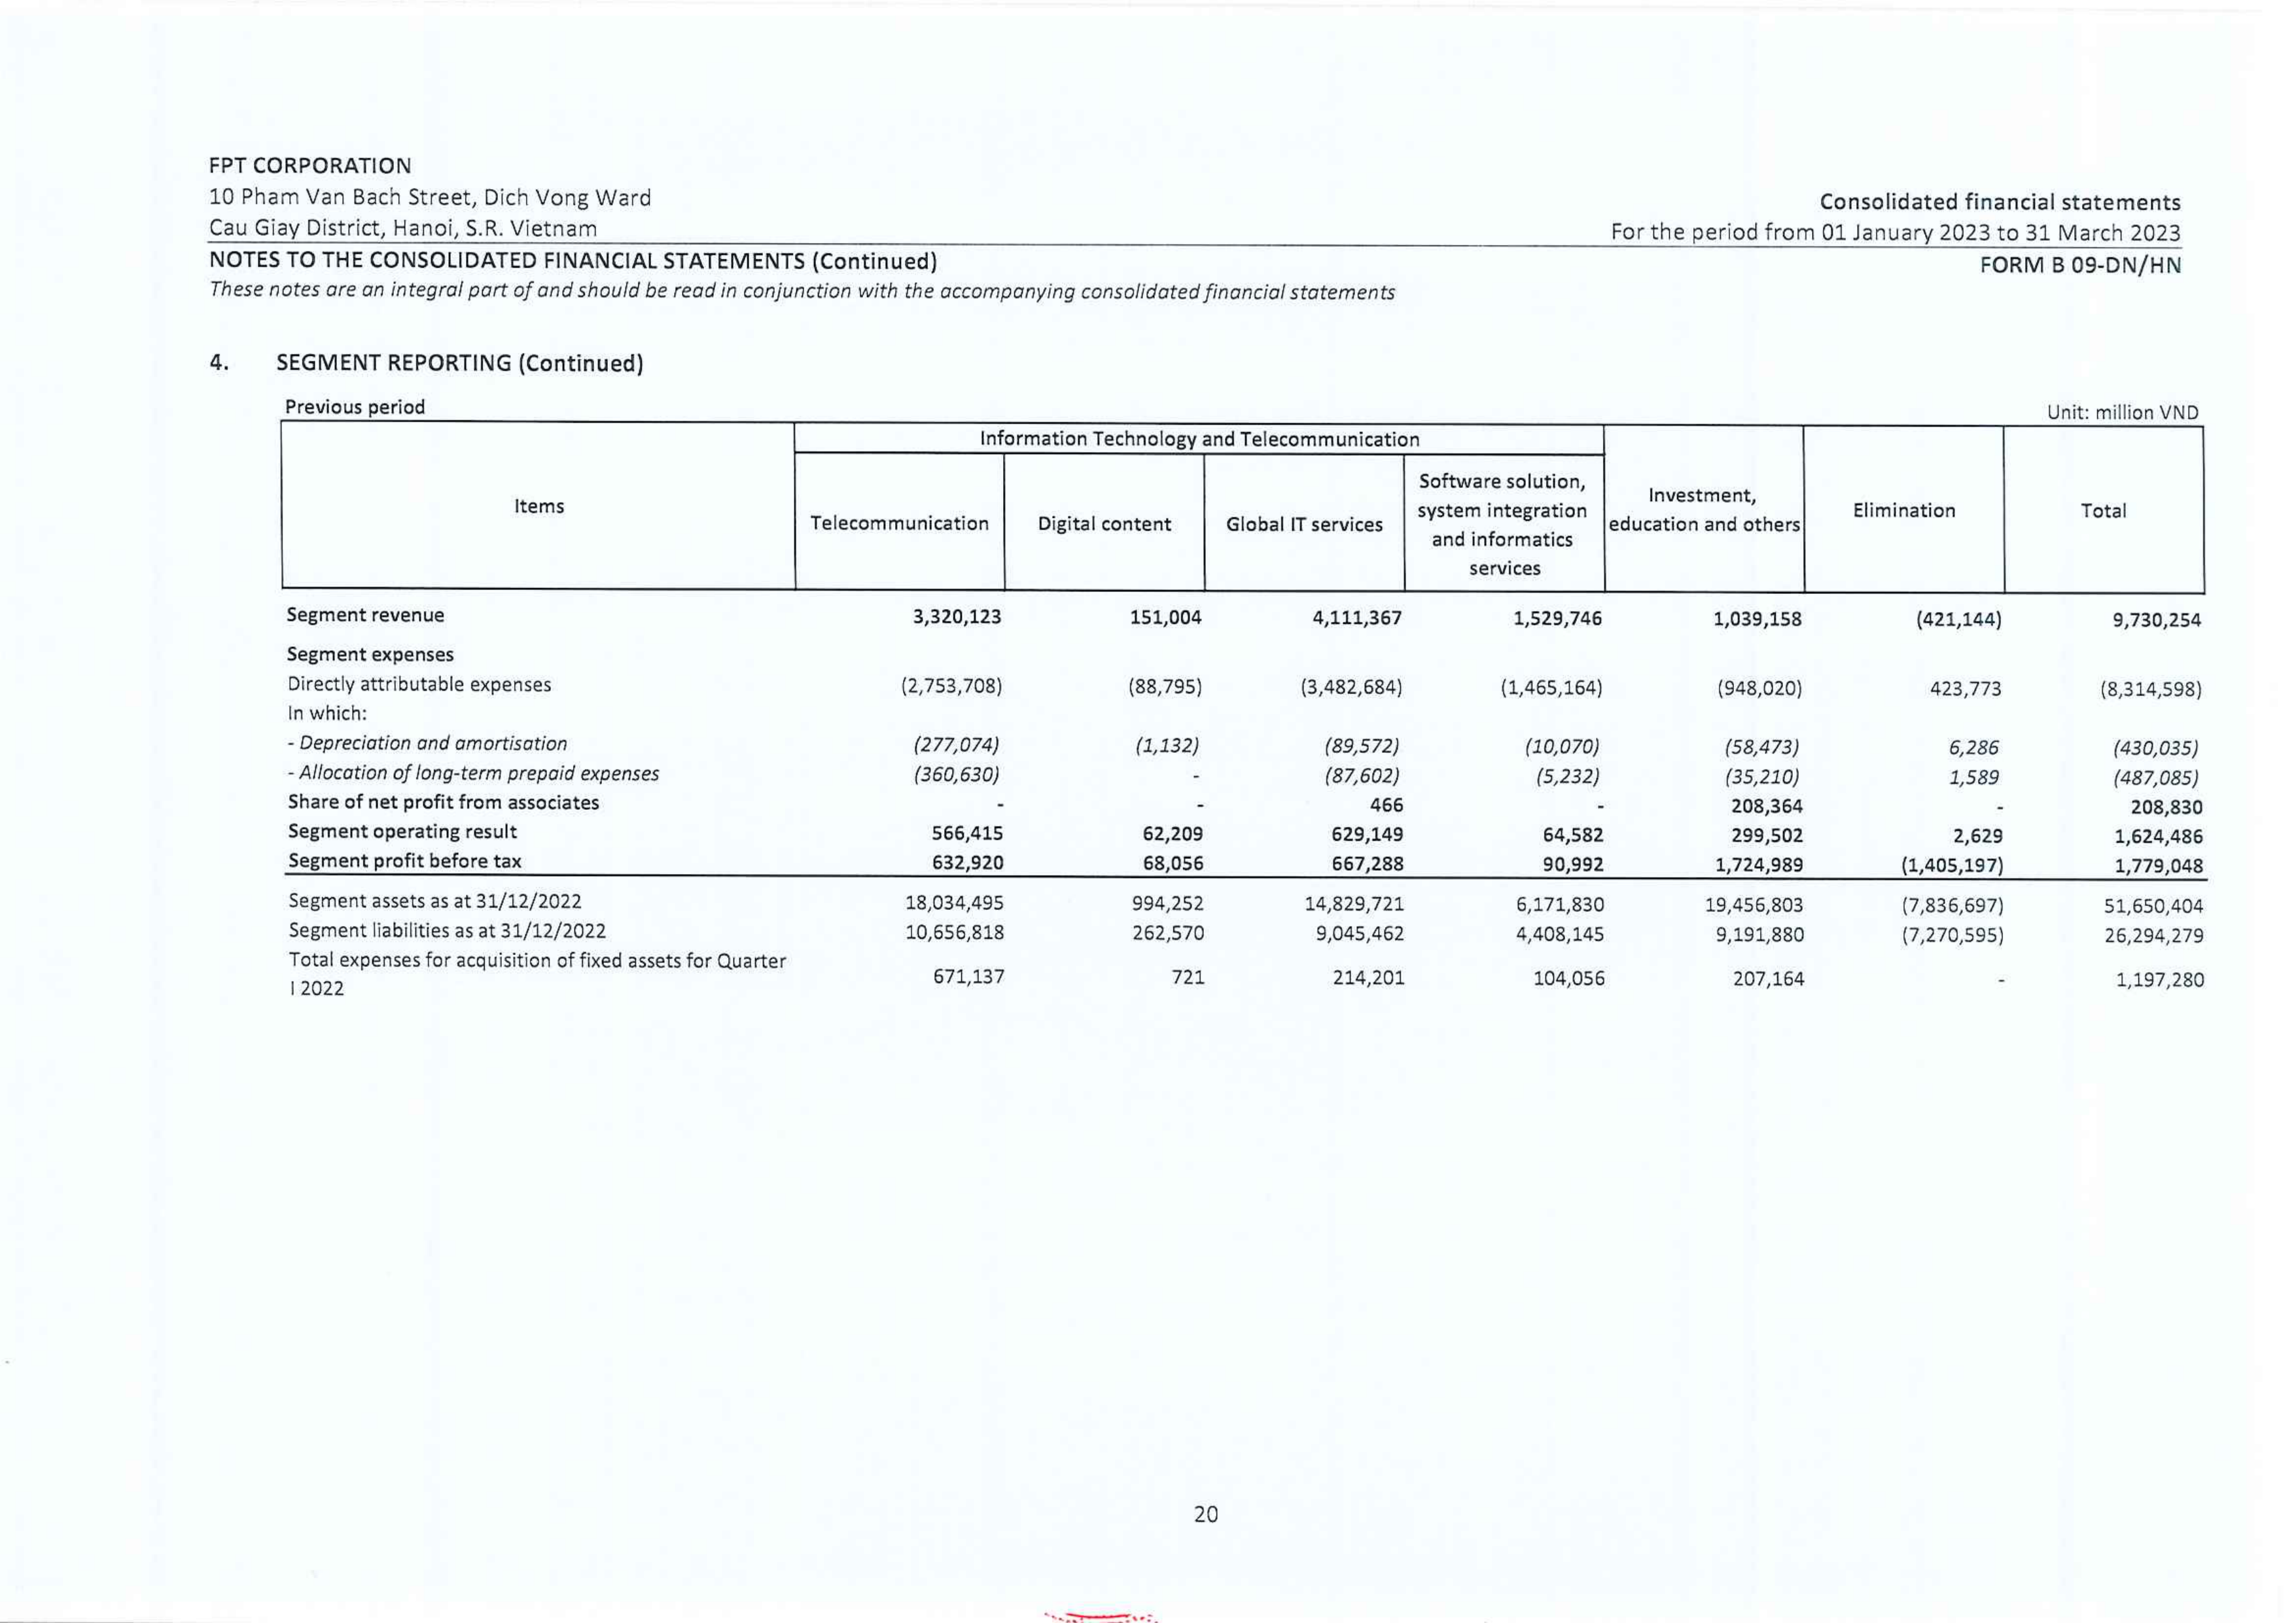 FPT CORPORATION
10 Pham Van Bach Street, Dich Vong Ward
Cau Giay District, Hanoi, S.R. Vietnam
Consolidated financial statements
For the period from 01 January 2023 to 31 March 2023
NOTES TO THE CONSOLIDATED FINANCIAL STATEMENTS (Continued)
FORM B 09-DN/HN
These notes are an integral part of and should be read in conjunction with the accompanying consolidated financial statements
4. SEGMENT REPORTING (Continued)
Previous period
Unit: million VND
Items
Information Technology and Telecommunication
Telecommunication
Digital content
Global IT services
Software solution,
system integration
and informatics
services
Investment,
education and others
Elimination
Total
Segment revenue 3,320,123 151,004 4,111,367 1,529,746 1,039,158 (421,144) 9,730,254
Segment expenses
Directly attributable expenses (2,753,708) (88,795) (3,482,684) (1,465,164) (948,020) 423,773 (8,314,598)
In which:
- Depreciation and amortisation (277,074) (1,132) (89,572) (10,070) (58,473) 6,286 (430,035)
- Allocation of long-term prepaid expenses (360,630) - (87,602) (5,232) (35,210) 1,589 (487,085)
Share of net profit from associates - - 466 - 208,364 - 208,830
Segment operating result 566,415 62,209 629,149 64,582 299,502 2,629 1,624,486
Segment profit before tax 632,920 68,056 667,288 90,992 1,724,989 (1,405,197) 1,779,048
Segment assets as at 31/12/2022 18,034,495 994,252 14,829,721 6,171,830 19,456,803 (7,836,697) 51,650,404
Segment liabilities as at 31/12/2022 10,656,818 262,570 9,045,462 4,408,145 9,191,880 (7,270,595) 26,294,279
Total expenses for acquisition of fixed assets for Quarter
I 2022 671,137 721 214,201 104,056 207,164 - 1,197,280
20